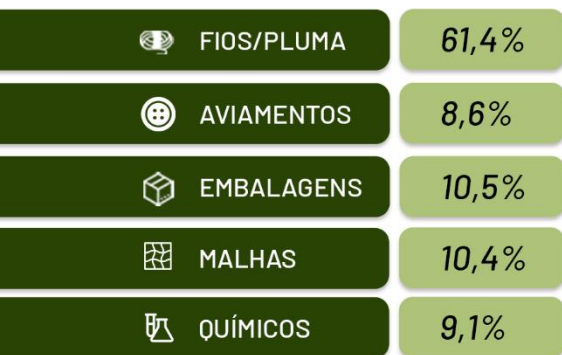 FIOS/PLUMA 61,4%
AVIAMENTOS 8,6%
EMBALAGENS 10,5%
MALHAS 10,4%
QUÍMICOS 9,1%